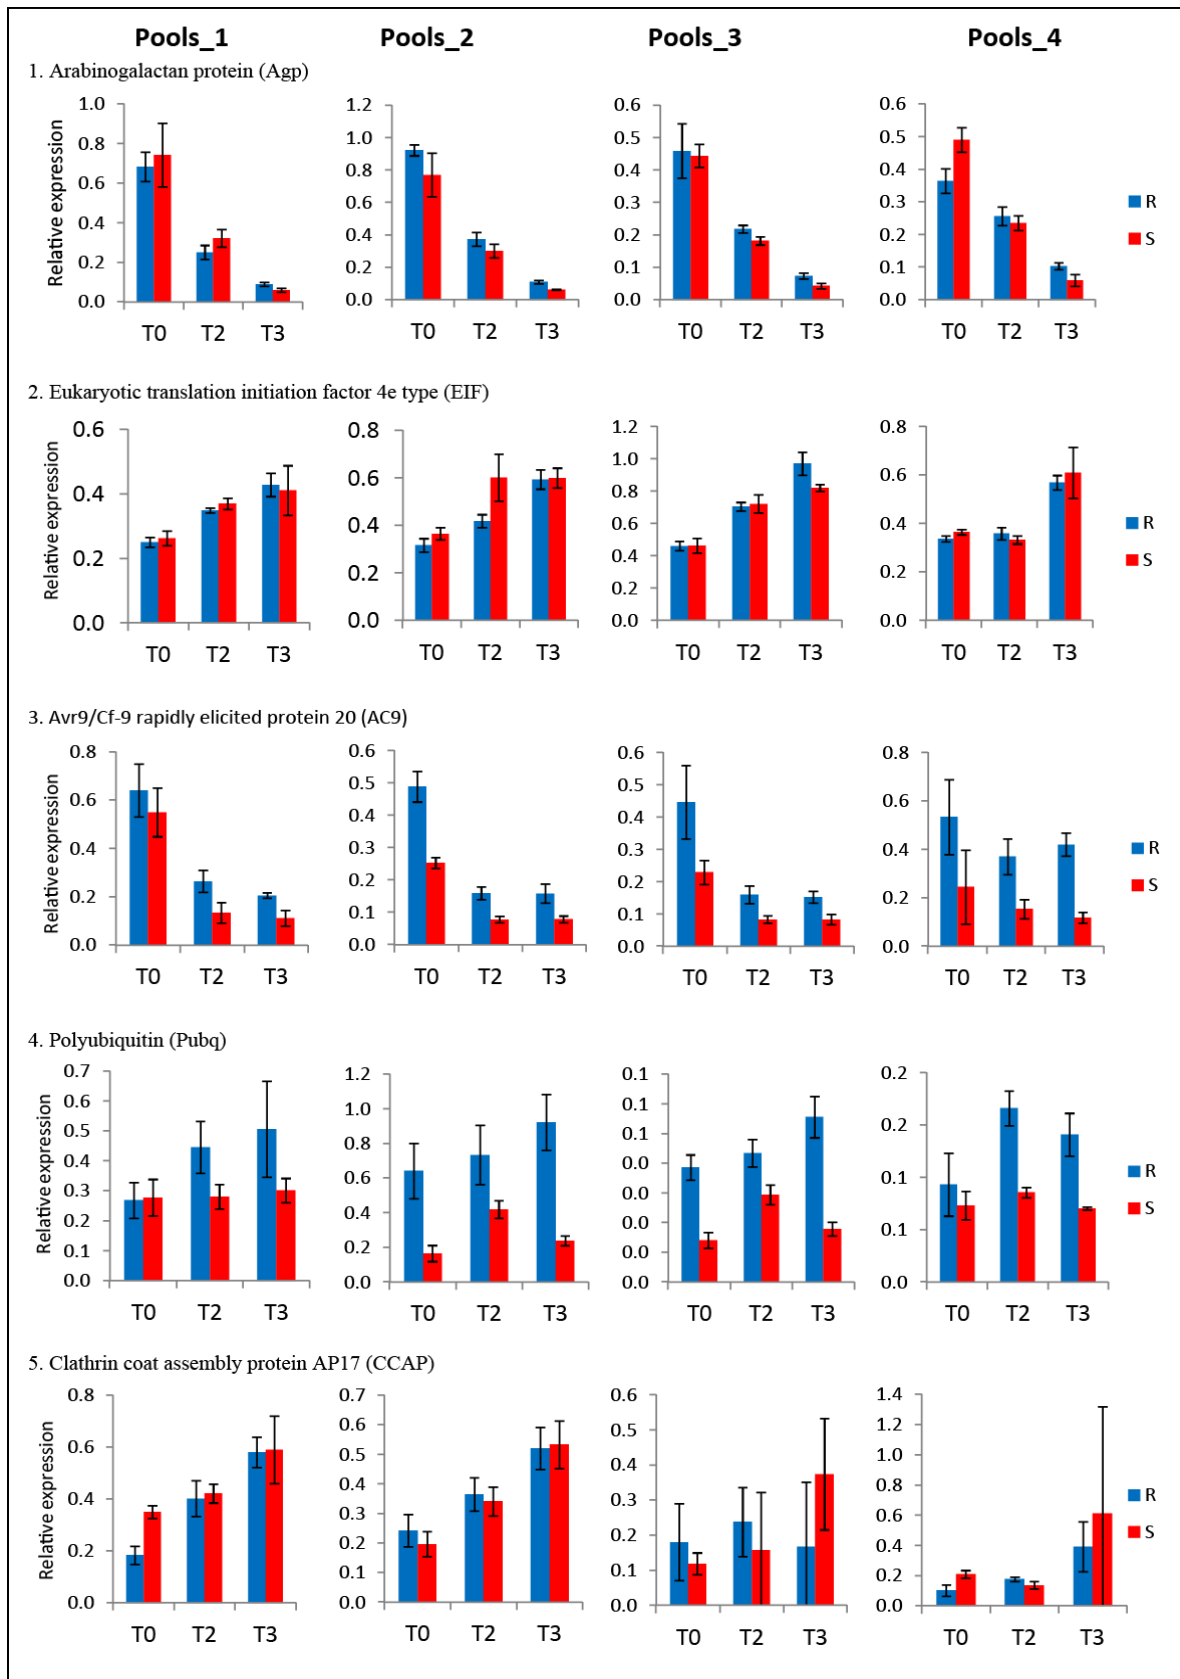 Pools_1 Pools_2 Pools_3 Pools_4
1. Arabinogalactan protein (Agp)
Relative expression
1.0 0.8 0.6 0.4 0.2 0.0
T0 T2 T3
1.2 1.0 0.8 0.6 0.4 0.2 0.0
T0 T2 T3
0.6 0.5 0.4 0.3 0.2 0.1 0.0
T0 T2 T3
0.6 0.5 0.4 0.3 0.2 0.1 0.0
T0 T2 T3
R
S
2. Eukaryotic translation initiation factor 4e type (EIF)
Relative expression
0.6 0.4 0.2 0.0
T0 T2 T3
0.8 0.6 0.4 0.2 0.0
T0 T2 T3
1.2 1.0 0.8 0.6 0.4 0.2 0.0
T0 T2 T3
0.8 0.6 0.4 0.2 0.0
T0 T2 T3
R
S
3. Avr9/Cf-9 rapidly elicited protein 20 (AC9)
Relative expression
0.8 0.6 0.4 0.2 0.0
T0 T2 T3
0.6 0.5 0.4 0.3 0.2 0.1 0.0
T0 T2 T3
0.6 0.5 0.4 0.3 0.2 0.1 0.0
T0 T2 T3
0.8 0.6 0.4 0.2 0.0
T0 T2 T3
R
S
4. Polyubiquitin (Pubq)
Relative expression
0.7 0.6 0.5 0.4 0.3 0.2 0.1 0.0
T0 T2 T3
1.2 1.0 0.8 0.6 0.4 0.2 0.0
T0 T2 T3
0.1 0.1 0.1 0.0 0.0 0.0 0.0 0.0
T0 T2 T3
0.2 0.2 0.1 0.1 0.0
T0 T2 T3
R
S
5. Clathrin coat assembly protein AP17 (CCAP)
Relative expression
0.8 0.6 0.4 0.2 0.0
T0 T2 T3
0.7 0.6 0.5 0.4 0.3 0.2 0.1 0.0
T0 T2 T3
0.6 0.5 0.4 0.3 0.2 0.1 0.0
T0 T2 T3
1.4 1.2 1.0 0.8 0.6 0.4 0.2 0.0
T0 T2 T3
R
S